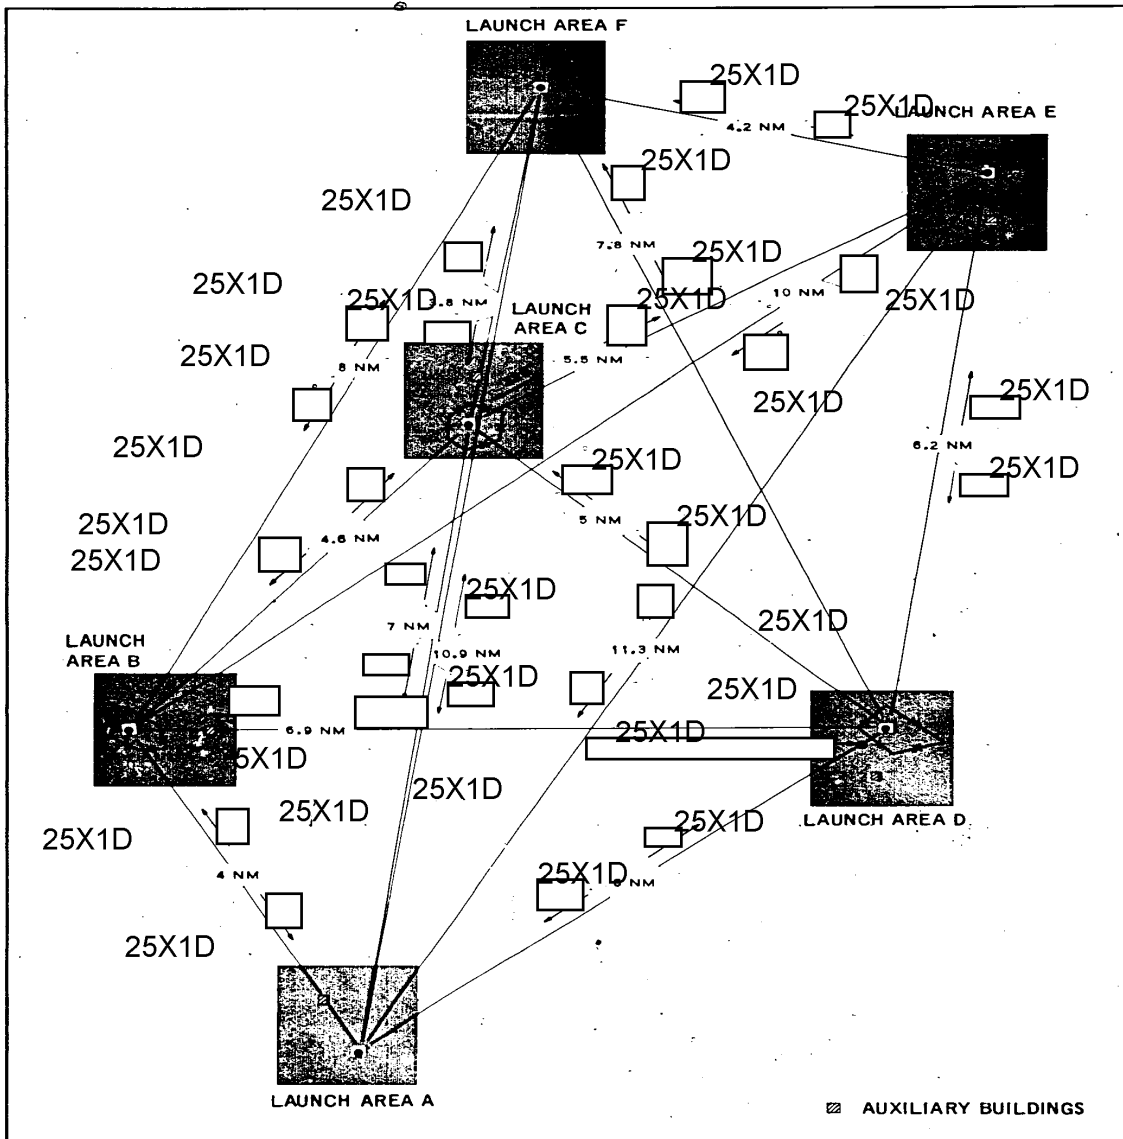 LAUNCH AREA F
25X1D
25X1D
4.2 NM
LAUNCH AREA E
25X1D
25X1D
7.8 NM
25X1D
25X1D
25X1D
3.8 NM
25X1D
10 NM
25X1D
LAUNCH
AREA C
25X1D
8 NM
5.5 NM
25X1D
25X1D
6.2 NM
25X1D
25X1D
25X1D
5 NM
25X1D
25X1D
4.6 NM
25X1D
25X1D
7 NM
25X1D
LAUNCH
AREA B
10.9 NM
11.3 NM
25X1D
25X1D
6.9 NM
25X1D
5X1D
25X1D
25X1D
25X1D
LAUNCH AREA D
25X1D
4 NM
25X1D
NM
25X1D
LAUNCH AREA A
AUXILIARY BUILDINGS